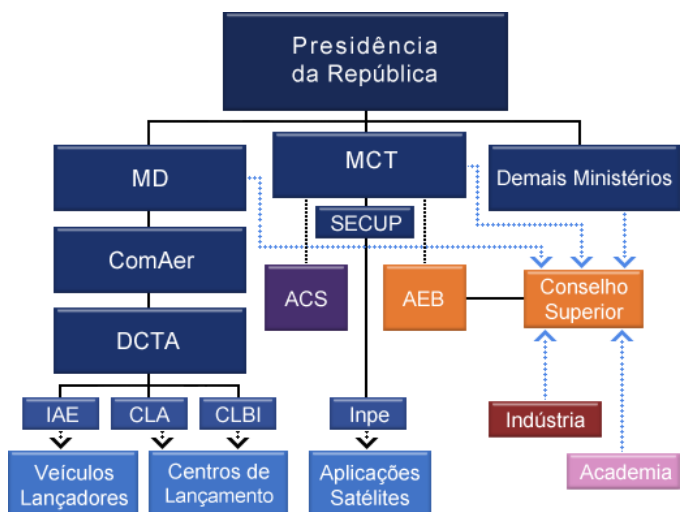 Presidência
da República
MD
MCT
Demais Ministérios
SECUP
ComAer
ACS
AEB
Conselho
Superior
DCTA
IAE
CLA
CLBI
Inpe
Indústria
Veículos
Lançadores
Centros de
Lançamento
Aplicações
Satélites
Academia